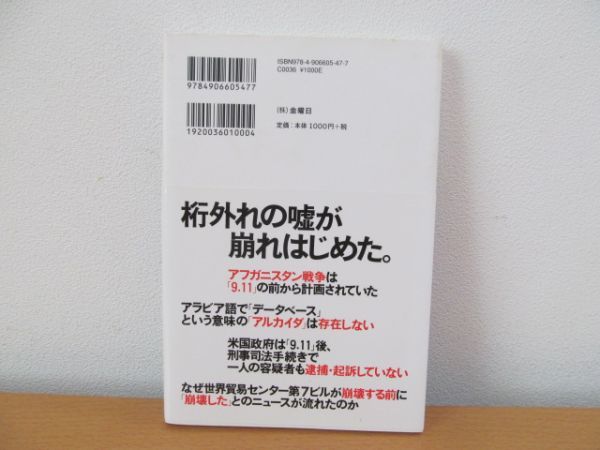 ISBN978-4-906605-47-7
C0036 ¥1000E
9784906605477
(株)金曜日
定価:本体 1000円+税
1920036010004
桁外れの嘘が
崩れはじめた。
アフガニスタン戦争は
「9.11」の前から計画されていた
アラビア語で「データベース」
という意味の「アルカイダ」は存在しない
米国政府は「9.11」後、
刑事司法手続きで
一人の容疑者も逮捕・起訴していない
なぜ世界貿易センター第7ビルが崩壊する前に
「崩壊した」とのニュースが流れたのか